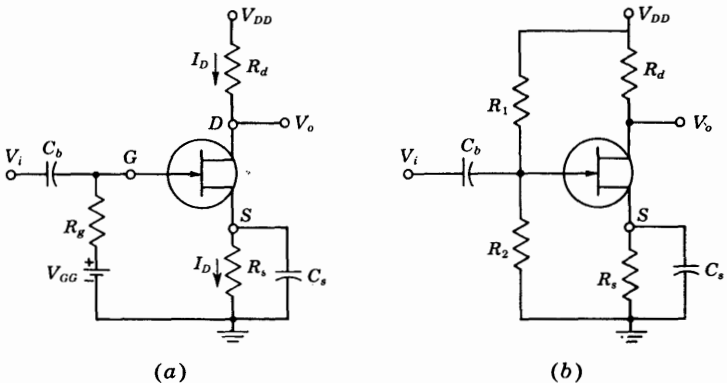 V_DD
I_D
R_d
D
V_o
V_i
C_b
G
R_g
V_GG
+
−
S
I_D
R_s
C_s
(a)
V_DD
R_d
R_1
V_o
V_i
C_b
S
R_2
R_s
C_s
(b)